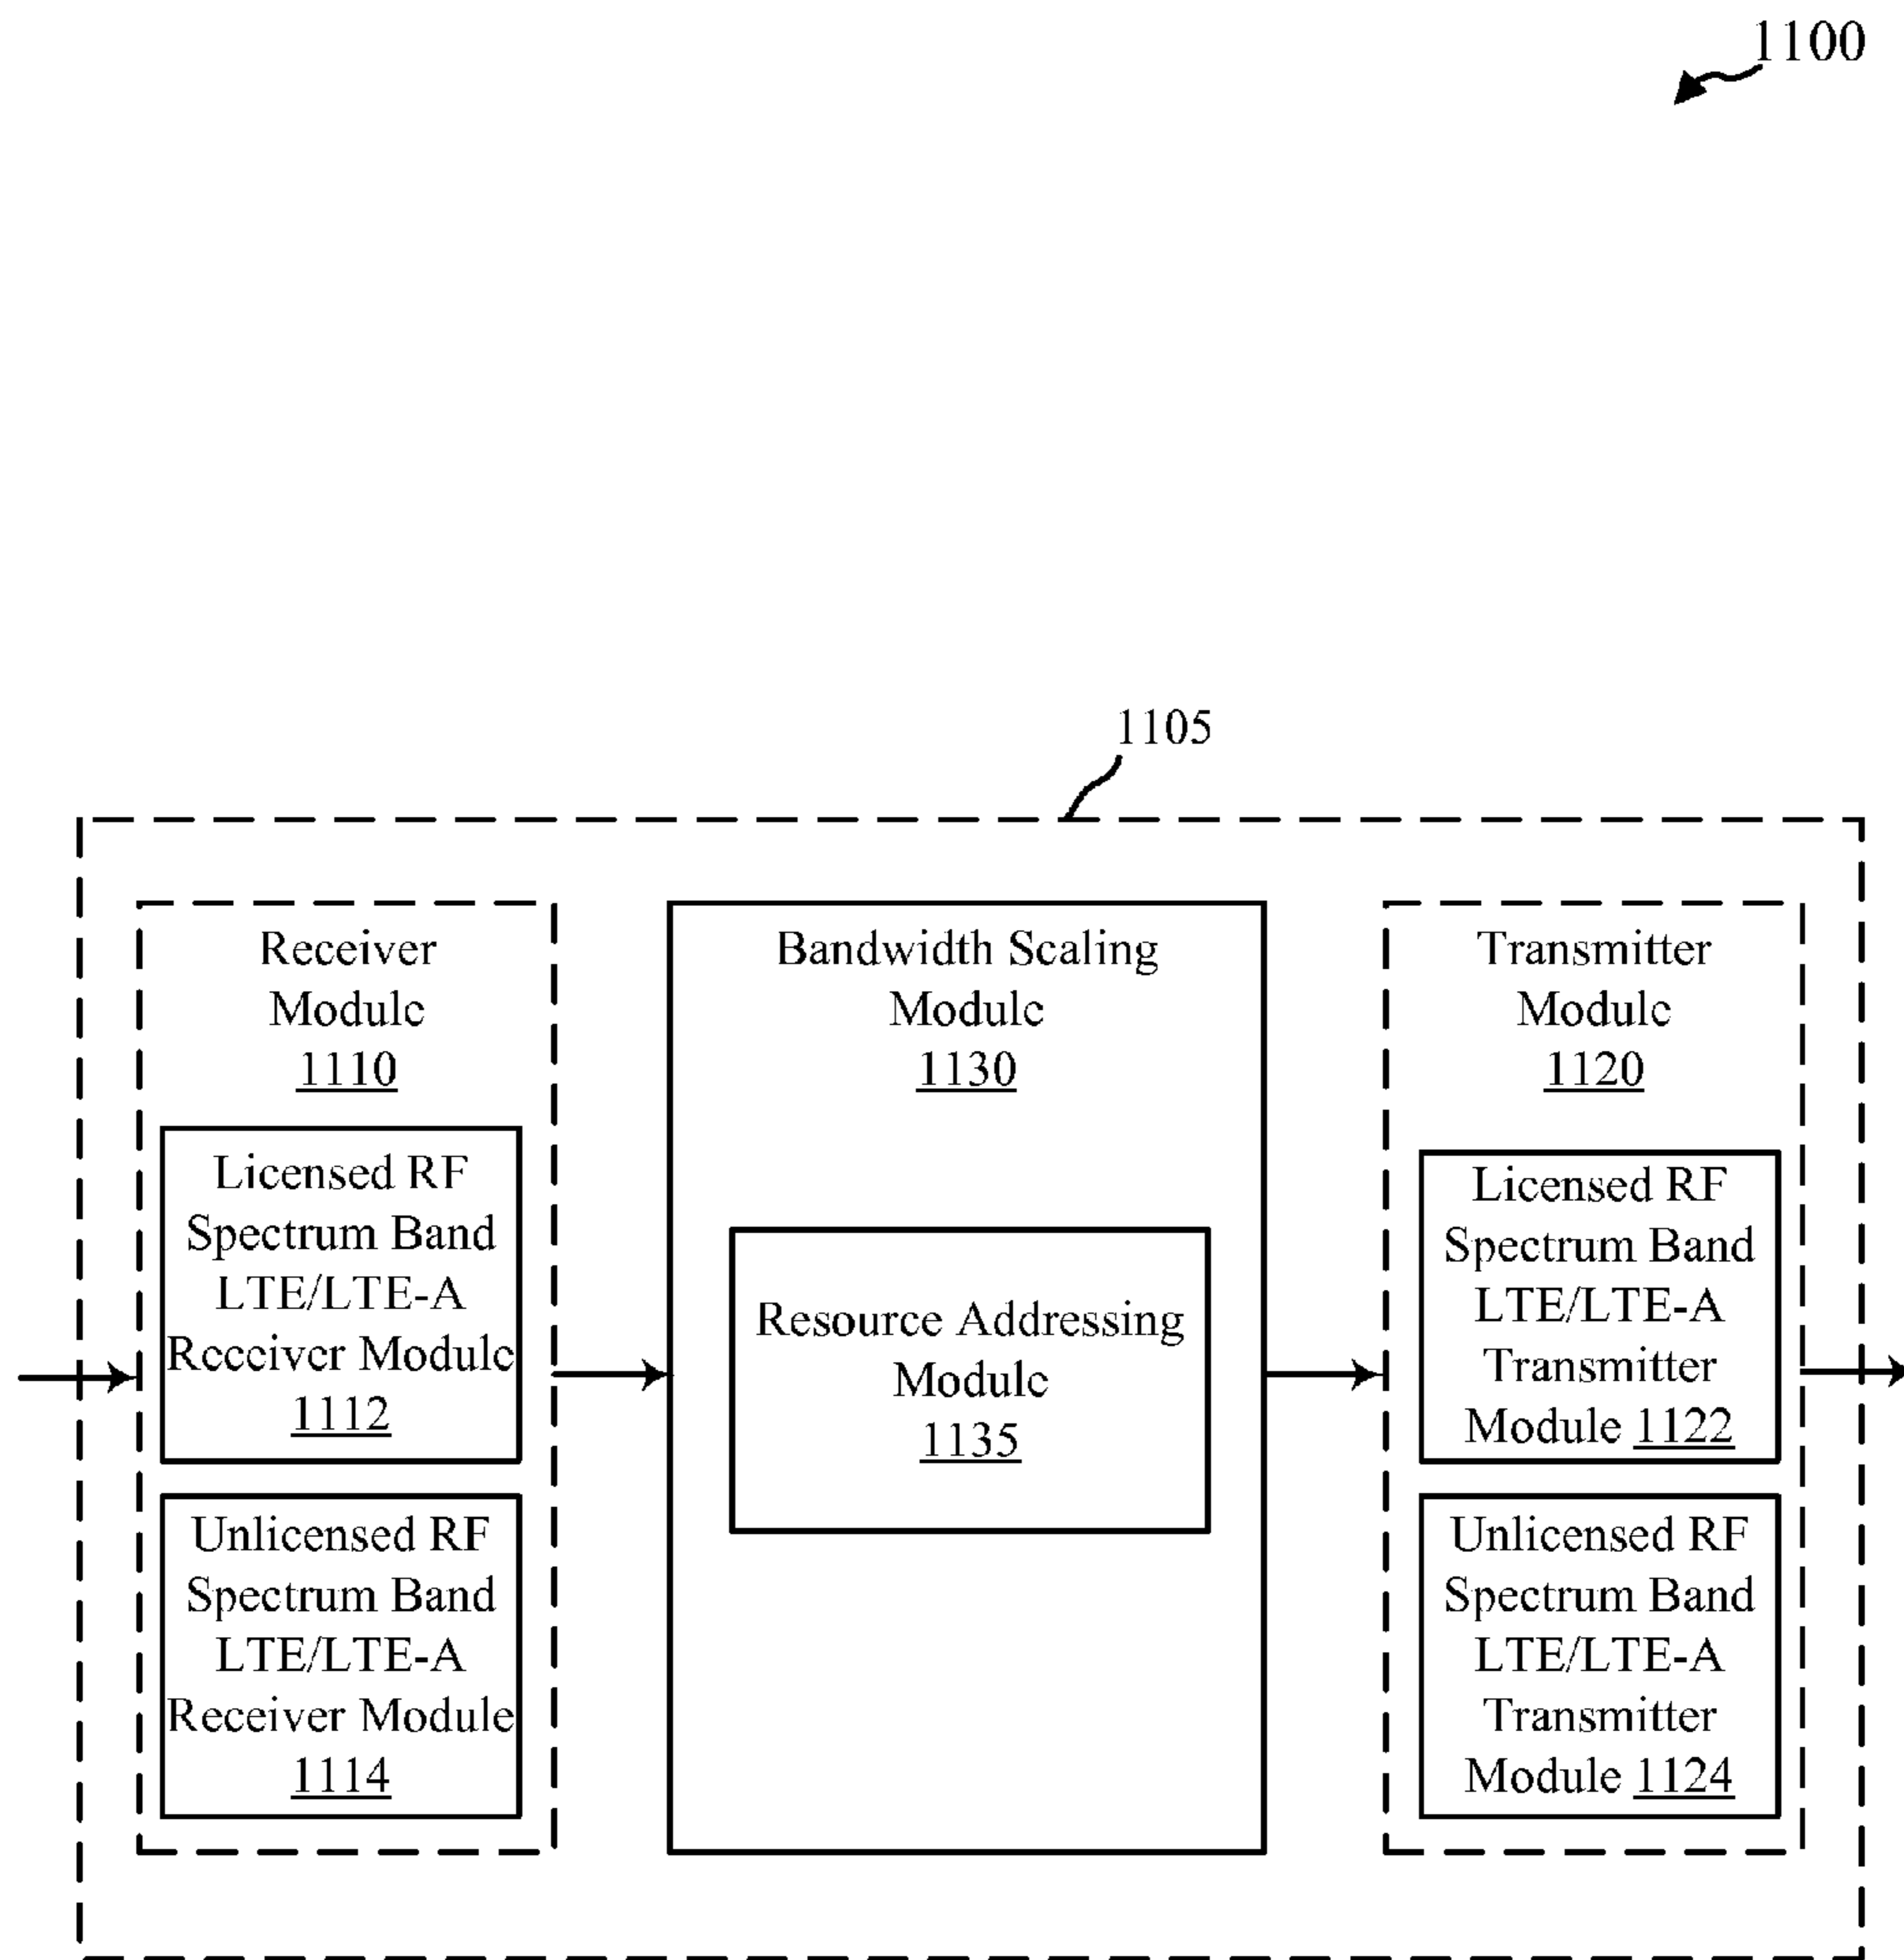 1100
1105
Receiver
Module
1110
Licensed RF
Spectrum Band
LTE/LTE-A
Receiver Module
1112
Unlicensed RF
Spectrum Band
LTE/LTE-A
Receiver Module
1114
Bandwidth Scaling
Module
1130
Resource Addressing
Module
1135
Transmitter
Module
1120
Licensed RF
Spectrum Band
LTE/LTE-A
Transmitter
Module 1122
Unlicensed RF
Spectrum Band
LTE/LTE-A
Transmitter
Module 1124